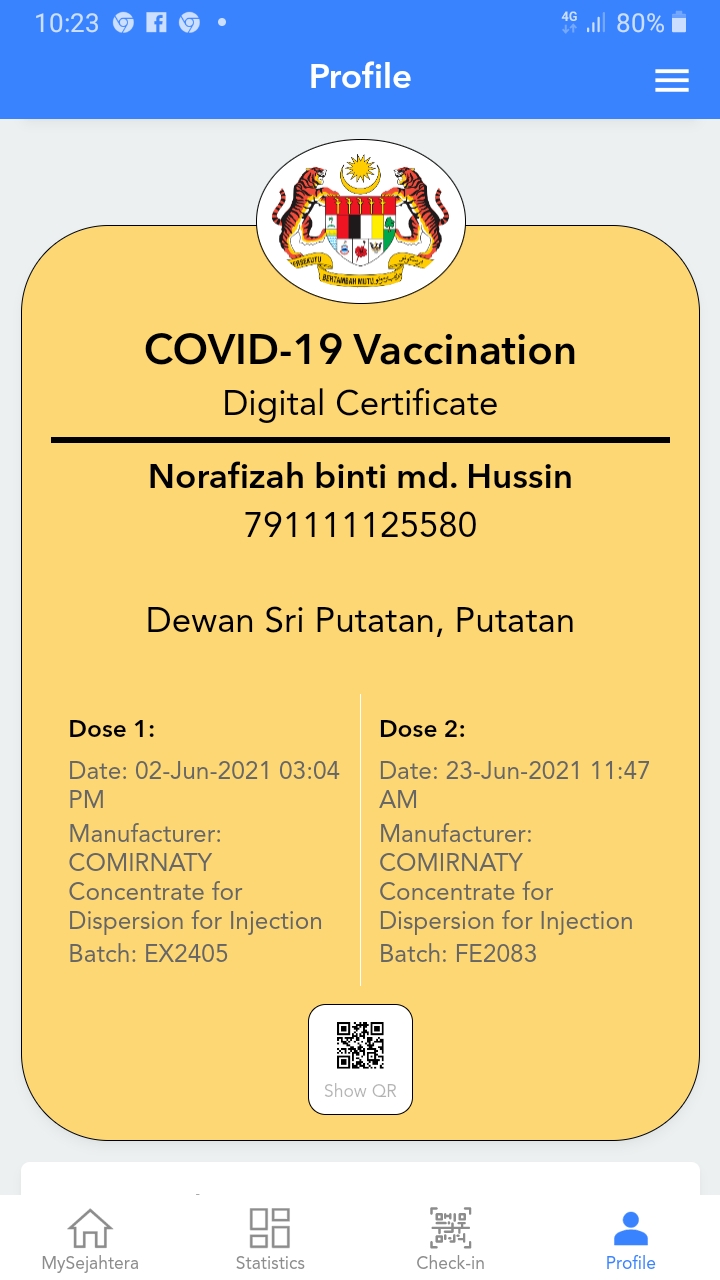 10:23
4G
80%
Profile
BERTAMBAH MUTU
COVID-19 Vaccination
Digital Certificate
Norafizah binti md. Hussin
791111125580
Dewan Sri Putatan, Putatan
Dose 1:
Date: 02-Jun-2021 03:04
PM
Manufacturer:
COMIRNATY
Concentrate for
Dispersion for Injection
Batch: EX2405
Dose 2:
Date: 23-Jun-2021 11:47
AM
Manufacturer:
COMIRNATY
Concentrate for
Dispersion for Injection
Batch: FE2083
Show QR
MySejahtera
Statistics
Check-in
Profile